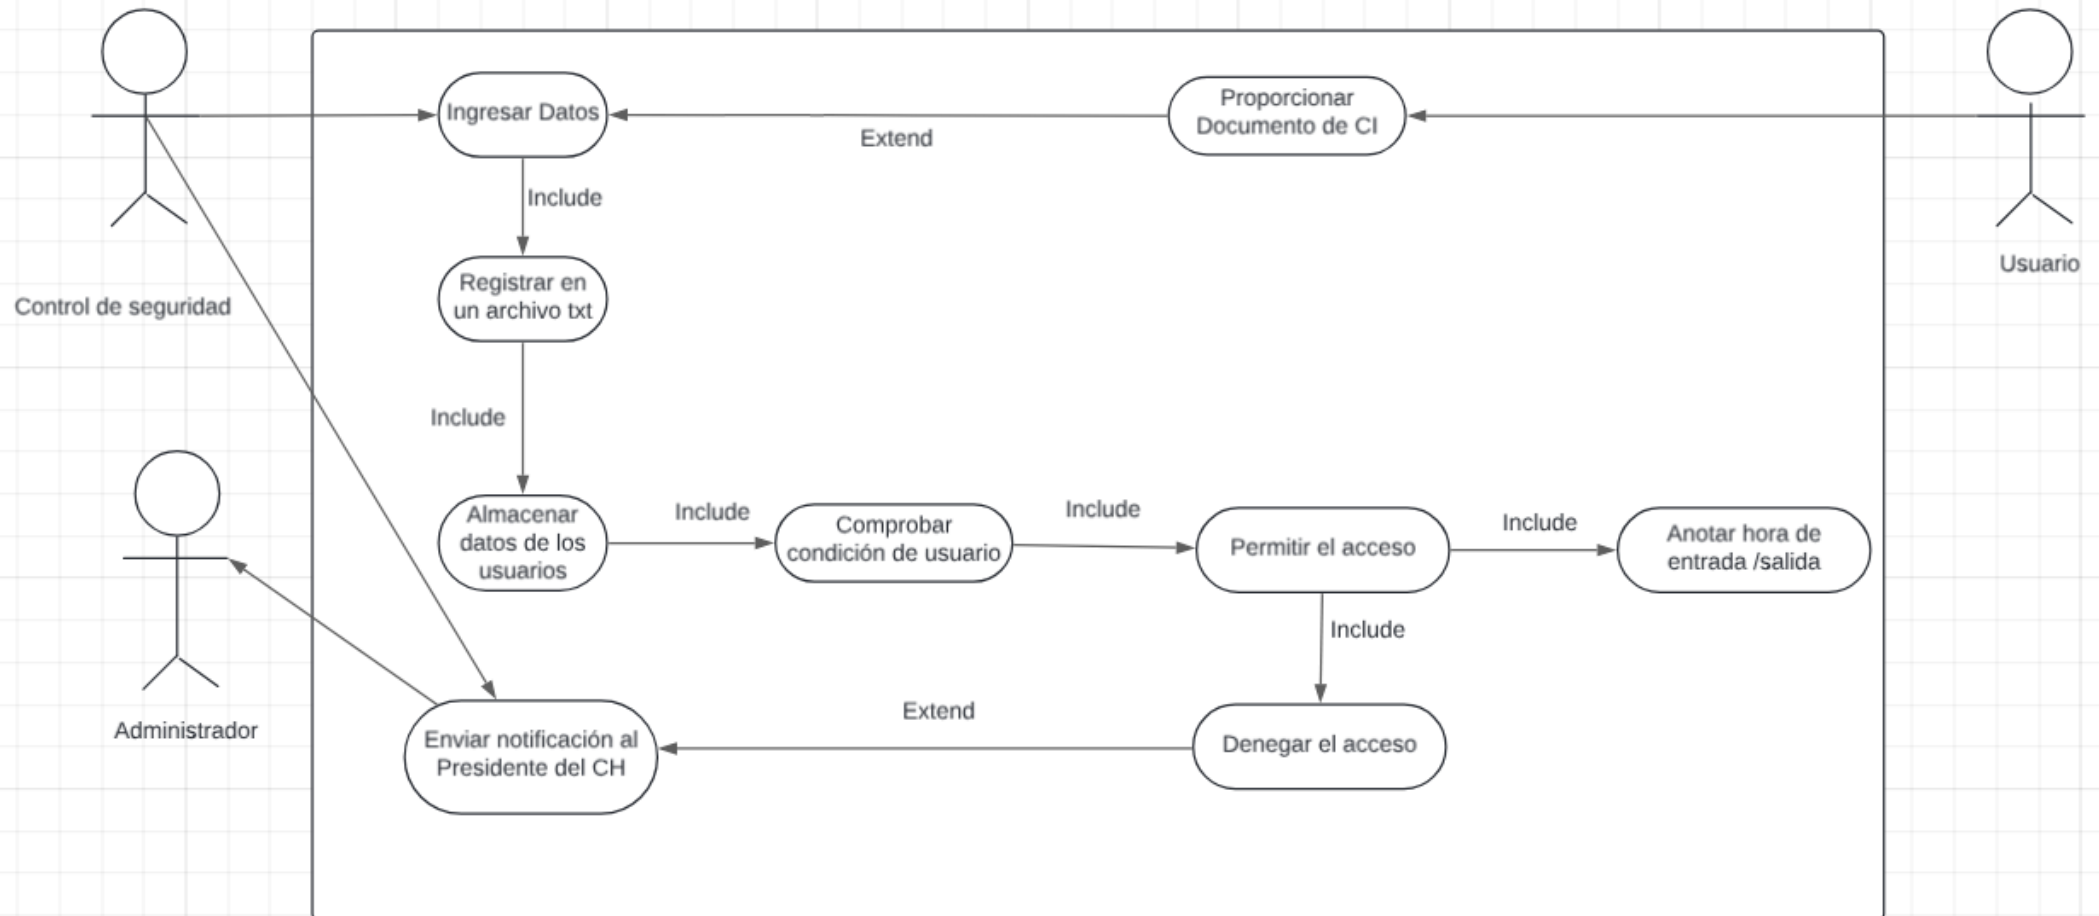 Ingresar Datos
Proporcionar
Documento de CI
Extend
Include
Registrar en
un archivo txt
Usuario
Control de seguridad
Include
Almacenar
datos de los
usuarios
Include
Comprobar
condición de usuario
Include
Permitir el acceso
Include
Anotar hora de
entrada /salida
Include
Administrador
Enviar notificación al
Presidente del CH
Extend
Denegar el acceso